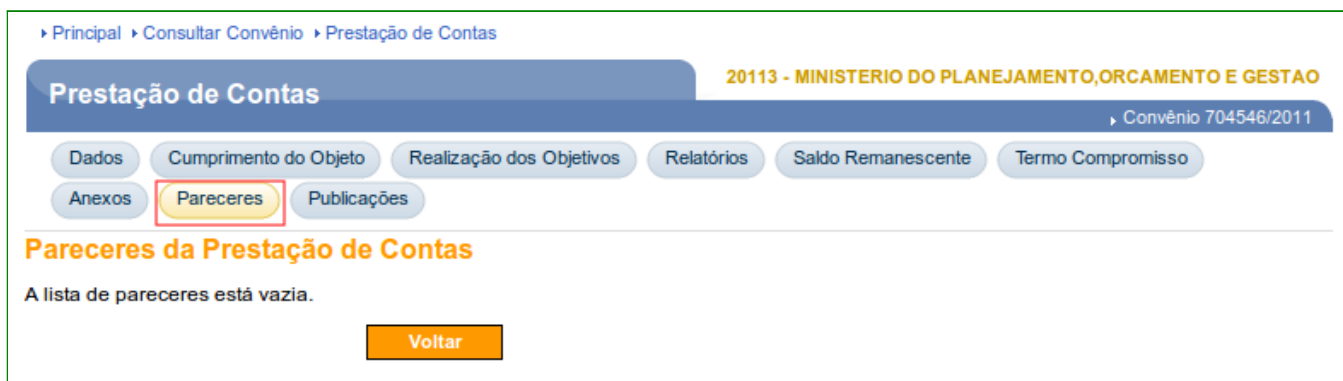 Principal Consultar Convênio Prestação de Contas
20113 - MINISTERIO DO PLANEJAMENTO,ORCAMENTO E GESTAO
Prestação de Contas
Convênio 704546/2011
Dados Cumprimento do Objeto Realização dos Objetivos Relatórios Saldo Remanescente Termo Compromisso
Anexos Pareceres Publicações
Pareceres da Prestação de Contas
A lista de pareceres está vazia.
Voltar